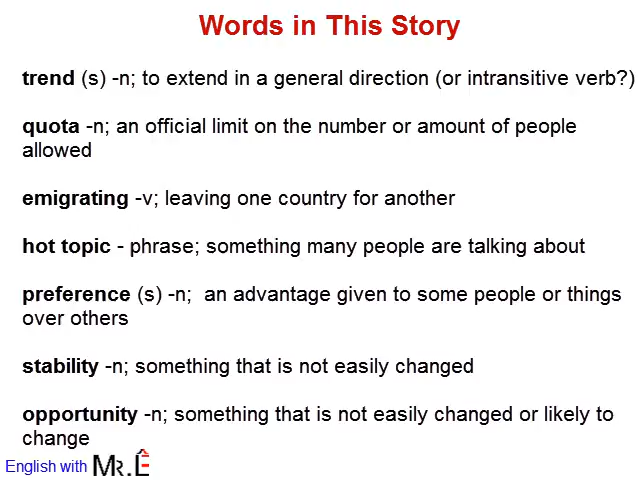 Words in This Story
trend (s) -n; to extend in a general direction (or intransitive verb?)
quota -n; an official limit on the number or amount of people
allowed
emigrating -v; leaving one country for another
hot topic - phrase; something many people are talking about
preference (s) -n;  an advantage given to some people or things
over others
stability -n; something that is not easily changed
opportunity -n; something that is not easily changed or likely to
change
English with MR.Ê